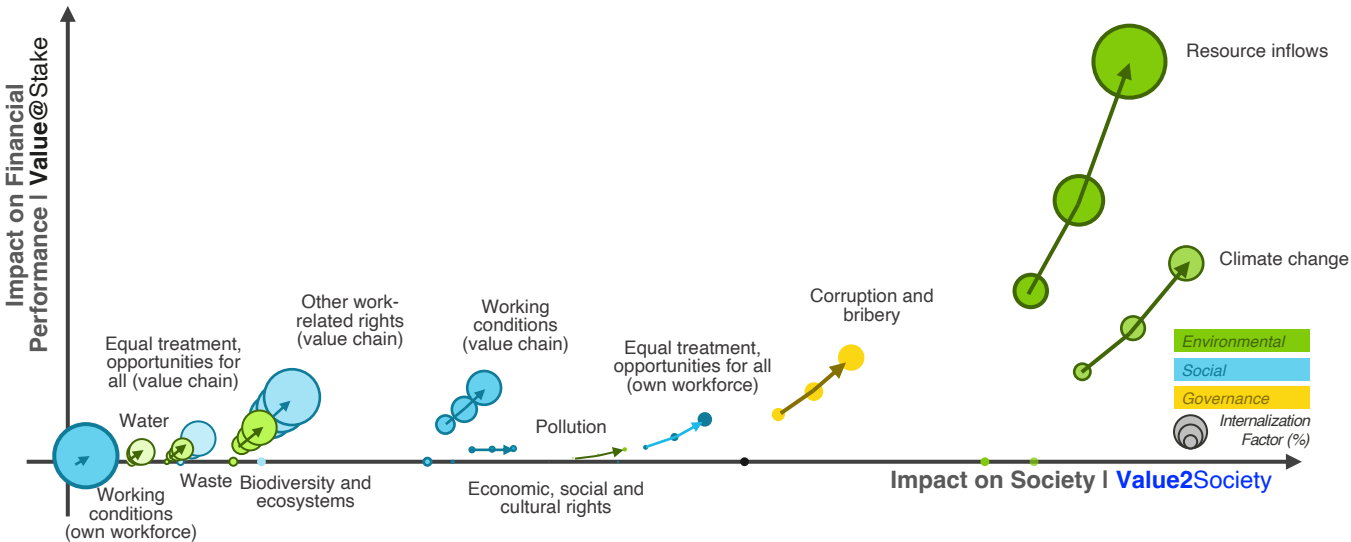 Impact on Financial
Performance | Value@Stake
Resource inflows
Climate change
Other work-
related rights
(value chain)
Working
conditions
(value chain)
Corruption and
bribery
Equal treatment,
opportunities for
all (value chain)
Equal treatment,
opportunities for all
(own workforce)
Water
Pollution
Environmental
Social
Governance
Internalization
Factor (%)
Waste
Biodiversity and
ecosystems
Economic, social and
cultural rights
Working
conditions
(own workforce)
Impact on Society | Value2Society